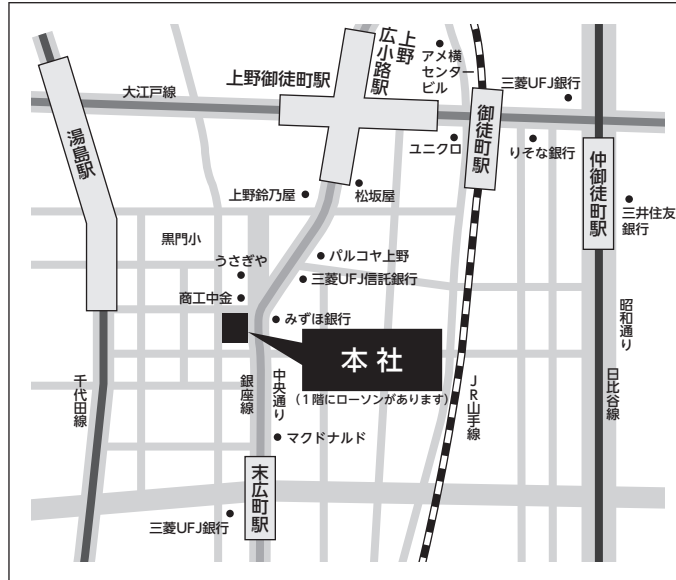 アメ横
センター
ビル
上野
広小路駅
上野御徒町駅
三菱UFJ銀行
大江戸線
御徒町駅
湯島駅
ユニクロ
りそな銀行
仲御徒町駅
上野鈴乃屋
松坂屋
三井住友
銀行
黒門小
うさぎや
パルコヤ上野
三菱UFJ信託銀行
商工中金
みずほ銀行
昭和通り
本社
(1階にローソンがあります)
千代田線
銀座線
中央通り
JR山手線
日比谷線
マクドナルド
末広町駅
三菱UFJ銀行